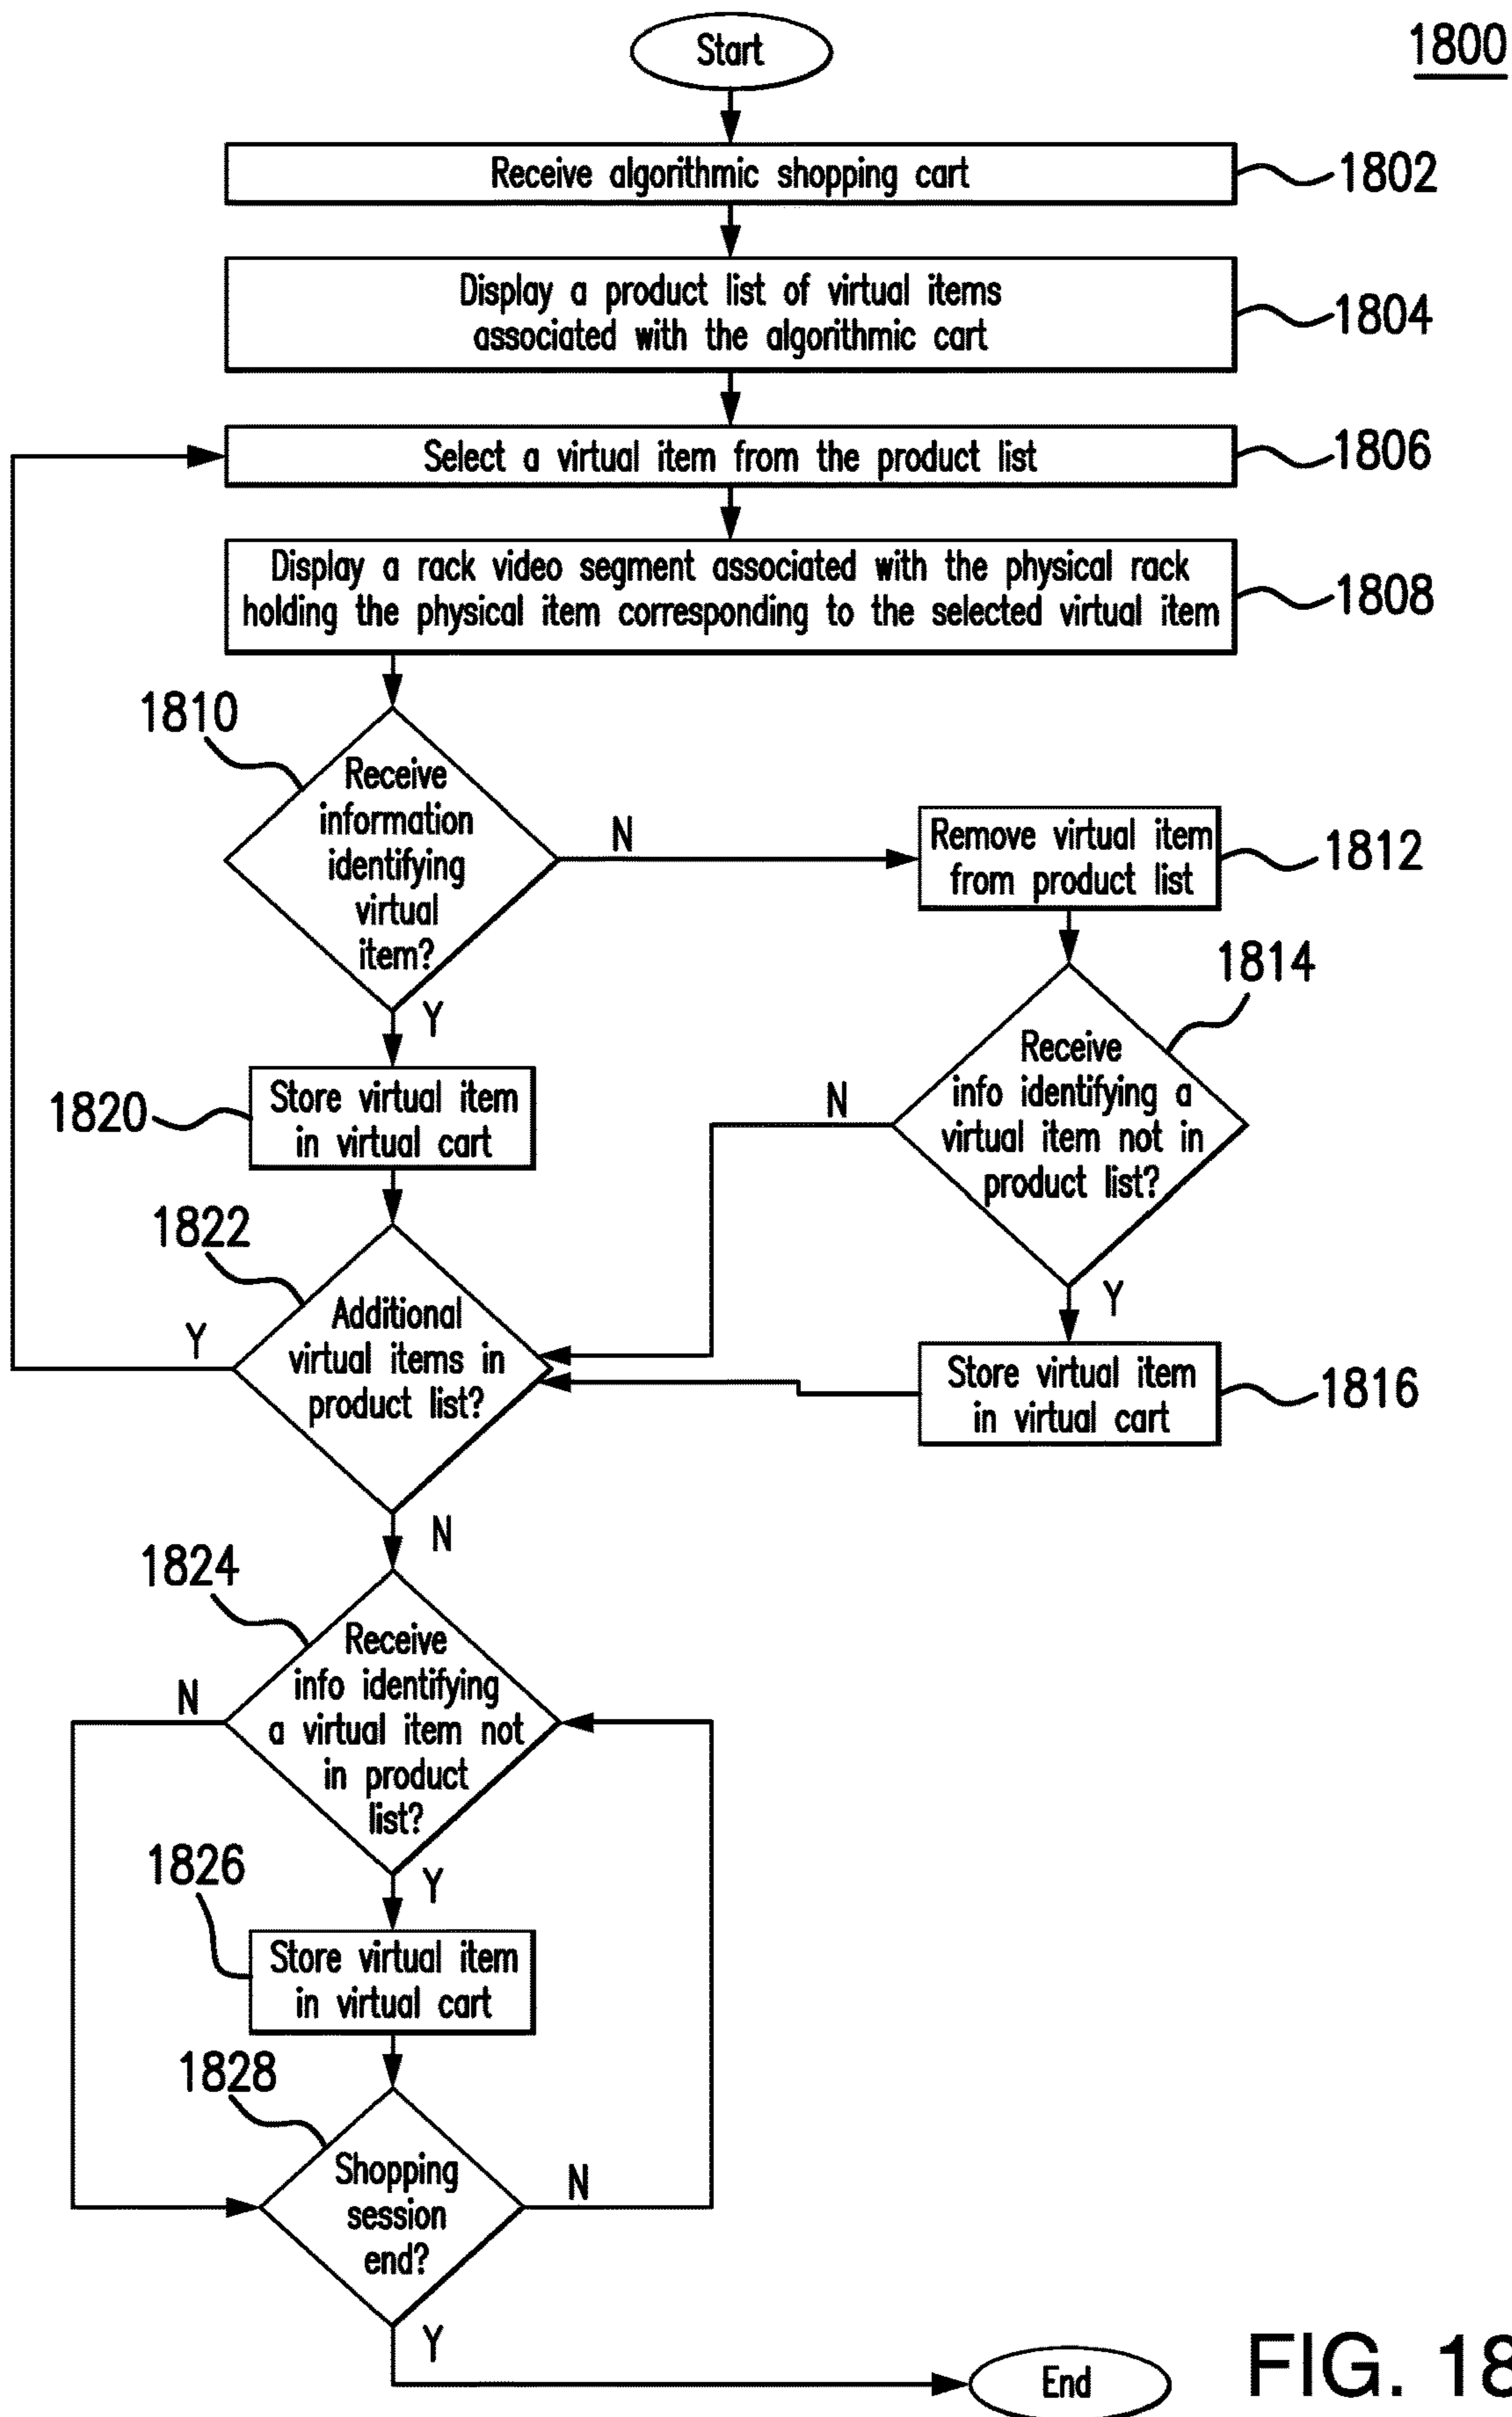 1800
Start
Receive algorithmic shopping cart
1802
Display a product list of virtual items
associated with the algorithmic cart
1804
Select a virtual item from the product list
1806
Display a rack video segment associated with the physical rack
holding the physical item corresponding to the selected virtual item
1808
1810
Receive
information
identifying
virtual
item?
N
Y
Remove virtual item
from product list
1812
1814
Receive
info identifying a
virtual item not in
product list?
N
Y
1820
Store virtual item
in virtual cart
1822
Additional
virtual items in
product list?
Y
N
Store virtual item
in virtual cart
1816
1824
Receive
info identifying
a virtual item not
in product
list?
N
Y
1826
Store virtual item
in virtual cart
1828
Shopping
session
end?
N
Y
End
FIG. 18